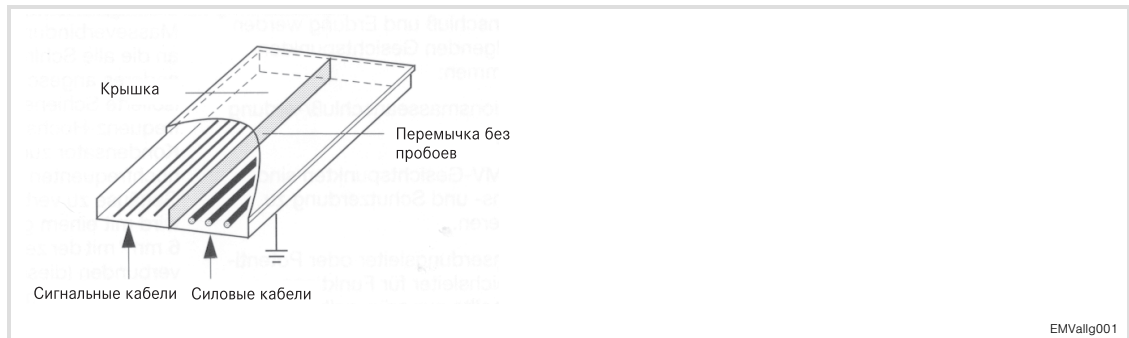 Крышка
Перемычка без
пробоев
Сигнальные кабели
Силовые кабели
EMVallg001